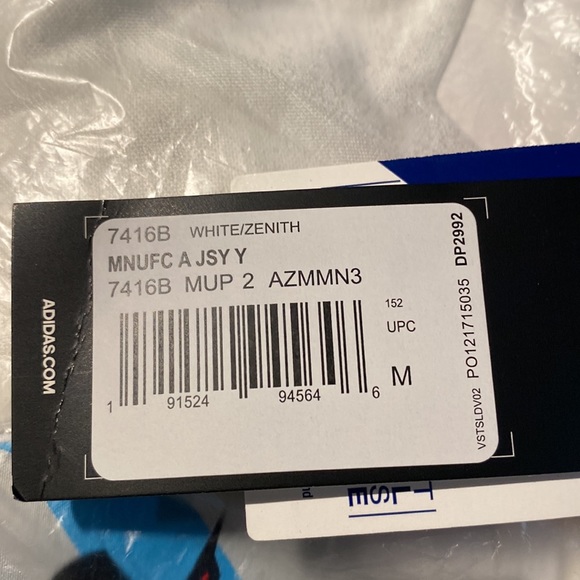 7416B WHITE/ZENITH
MNUFC A JSY Y
7416B MUP 2 AZMMN3
152
UPC
M
1 91524 94564 6
VSTSLDV02 PO121715035 DP2992
ADIDAS.COM